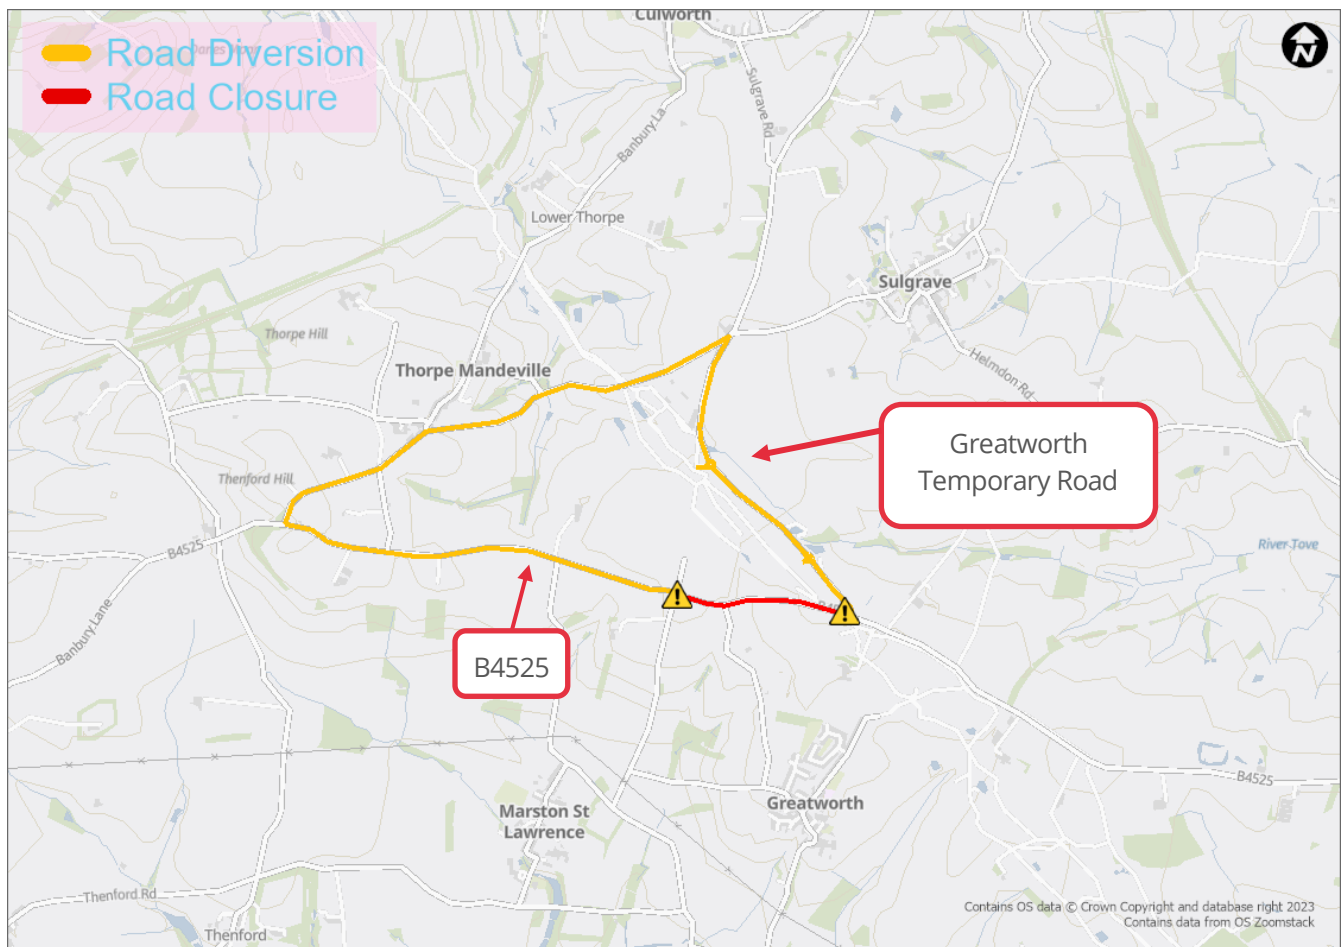 Culworth
Road Diversion
Road Closure
Sulgrave Rd
Banbury La
Lower Thorpe
Sulgrave
Thorpe Hill
Helmdon Rd
Thorpe Mandeville
Greatworth
Temporary Road
Thenford Hill
B4525
River Tove
Banbury Lane
B4525
B4525
Greatworth
Marston St
Lawrence
Thenford Rd
Thenford
Contains OS data © Crown Copyright and database right 2023
Contains data from OS Zoomstack
N